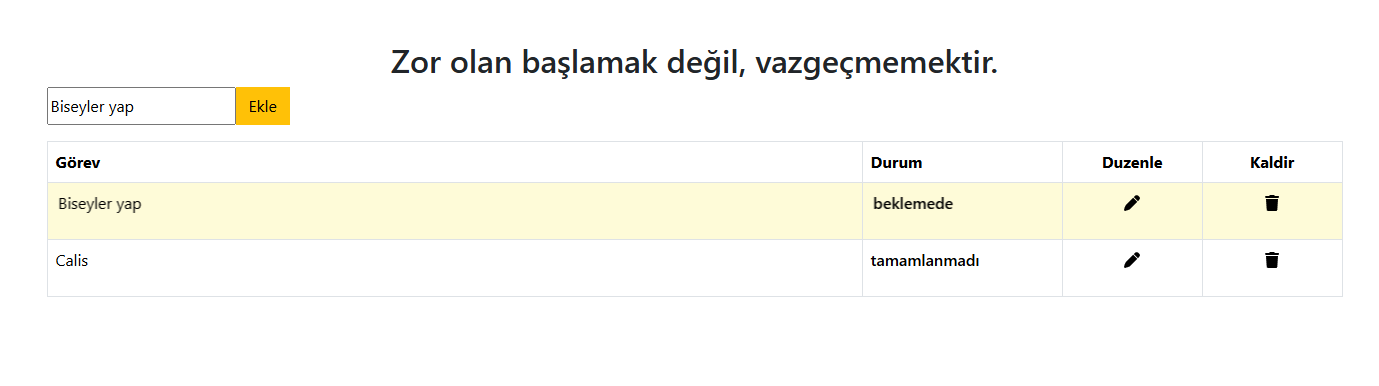 Zor olan başlamak değil, vazgeçmemektir.
Biseyler yap Ekle
Görev Durum Duzenle Kaldir
Biseyler yap beklemede
Calis tamamlanmadı